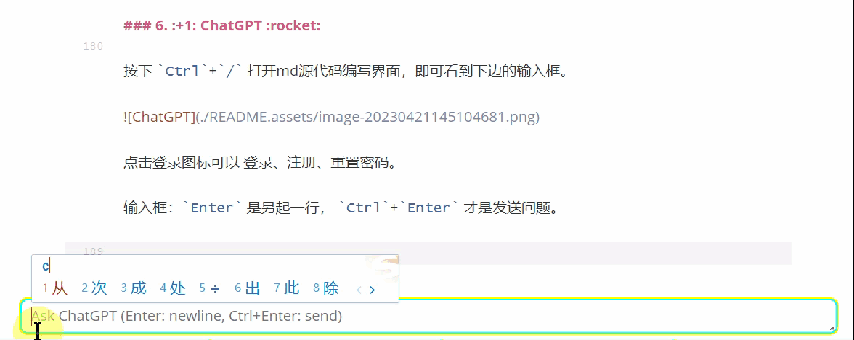 ### 6. :+1: ChatGPT :rocket:
180
按下 `Ctrl`+`/` 打开md源代码编写界面，即可看到下边的输入框。
![ChatGPT](./README.assets/image-20230421145104681.png)
点击登录图标可以 登录、注册、重置密码。
输入框：`Enter` 是另起一行， `Ctrl`+`Enter` 才是发送问题。
189
c
1 从 2 次 3 成 4 处 5 ÷ 6 出 7 此 8 除 < >
Ask ChatGPT (Enter: newline, Ctrl+Enter: send)